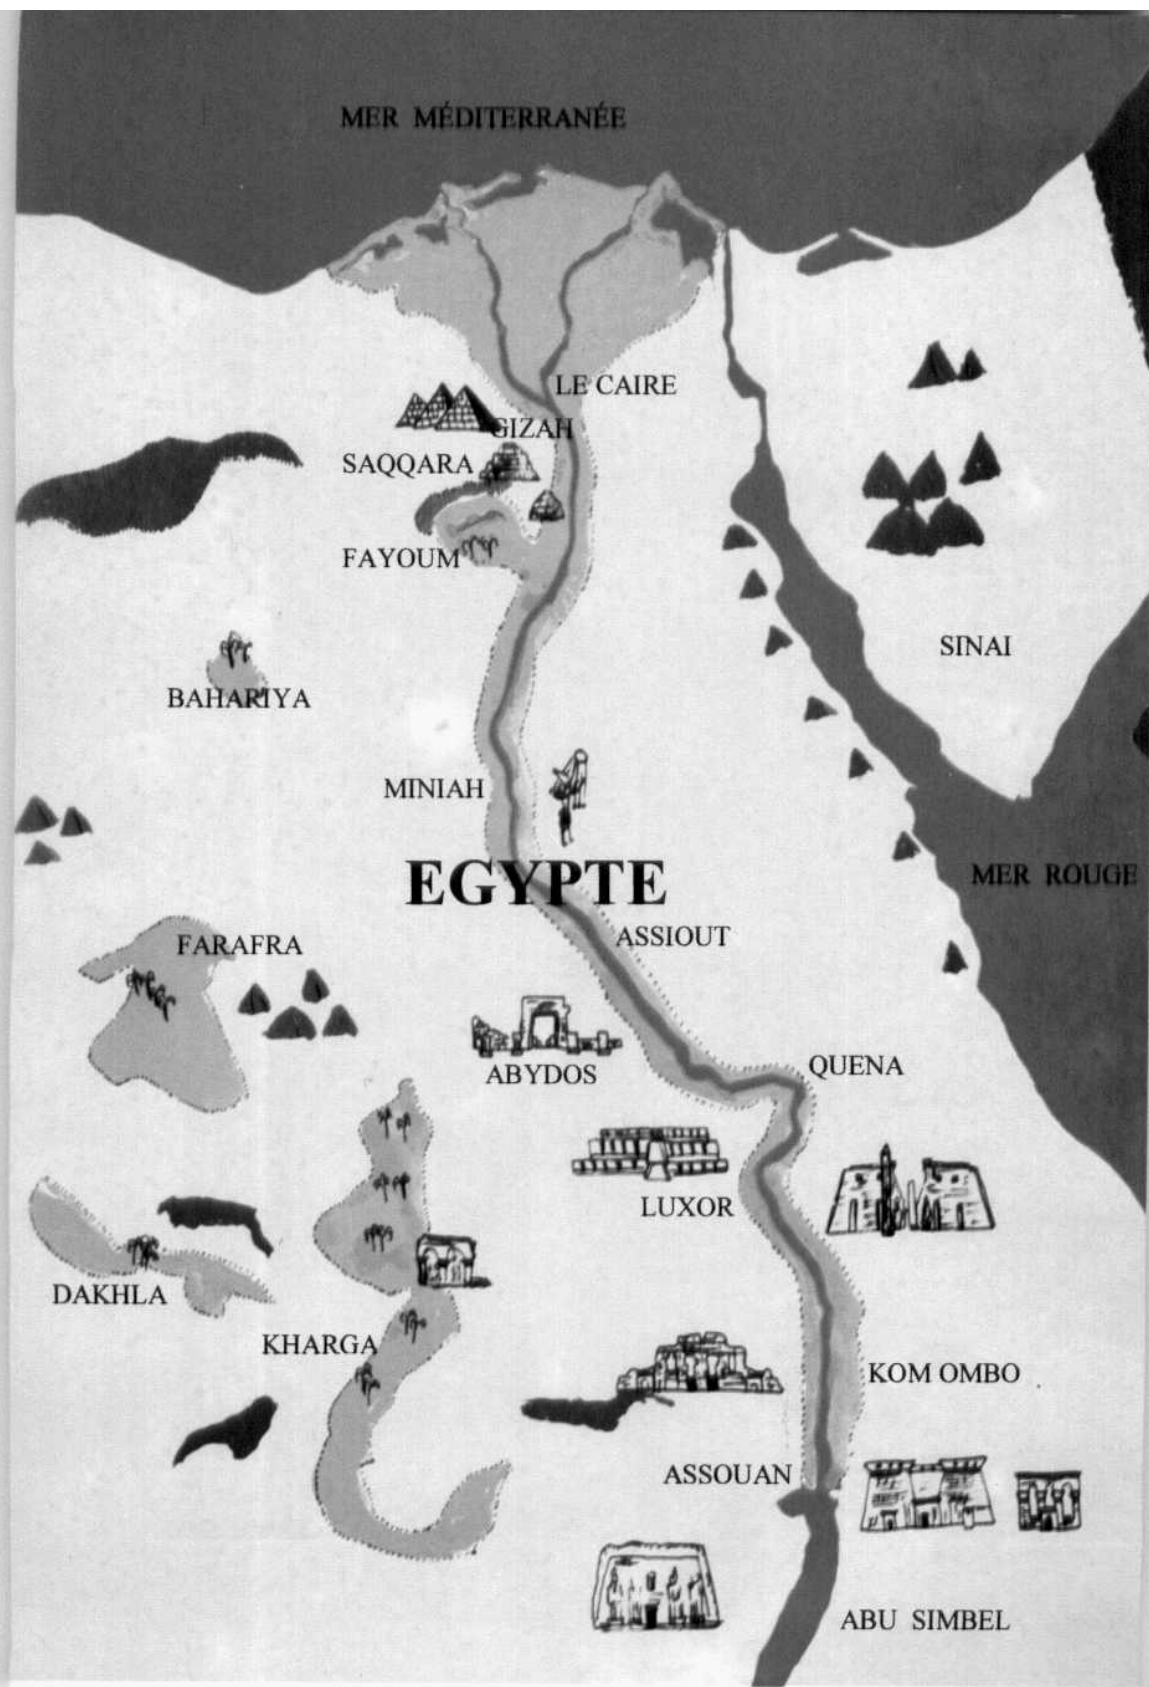 MER MÉDITERRANÉE
LE CAIRE
GIZAH
SAQQARA
FAYOUM
SINAI
BAHARIYA
MINIAH
EGYPTE
MER ROUGE
ASSIOUT
FARAFRA
QUENA
ABYDOS
LUXOR
DAKHLA
KHARGA
KOM OMBO
ASSOUAN
ABU SIMBEL